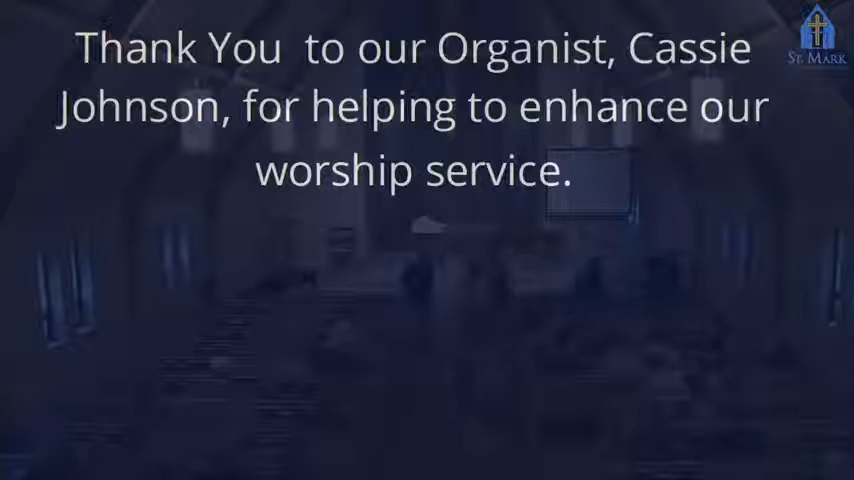 Thank You to our Organist, Cassie
Johnson, for helping to enhance our
worship service.
ST. MARK